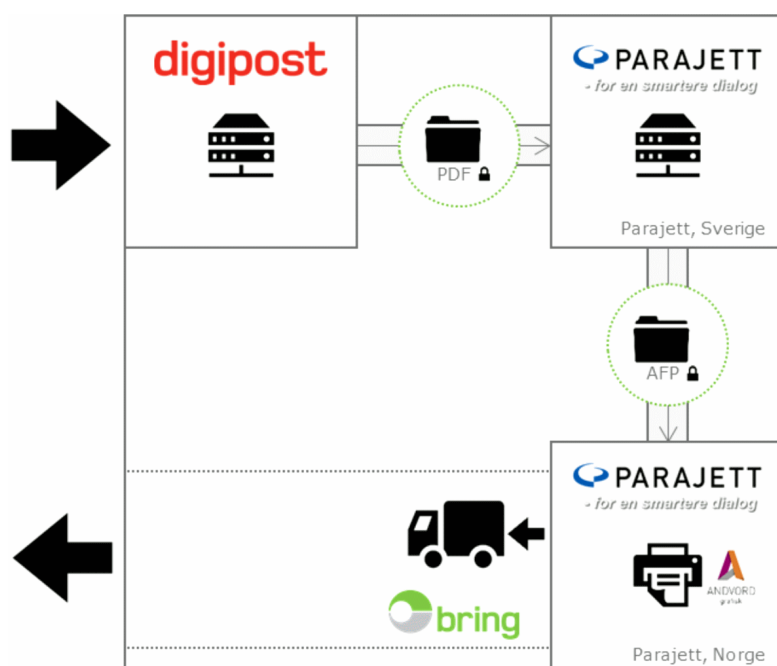 digipost
PARAJETT
- for en smartere dialog
PDF
Parajett, Sverige
AFP
PARAJETT
- for en smartere dialog
ANDVORD
grafisk
bring
Parajett, Norge